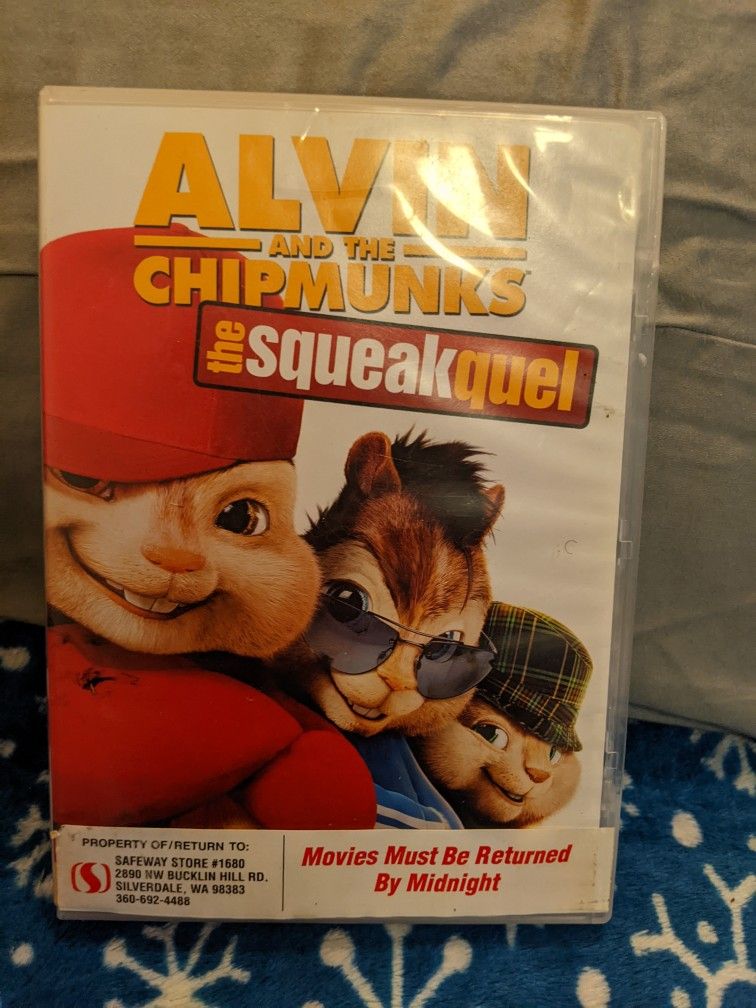 ALVIN
AND THE
CHIPMUNKS™
the squeakquel
PROPERTY OF/RETURN TO:
SAFEWAY STORE #1680
2890 NW BUCKLIN HILL RD.
SILVERDALE, WA 98383
360-692-4488
Movies Must Be Returned
By Midnight